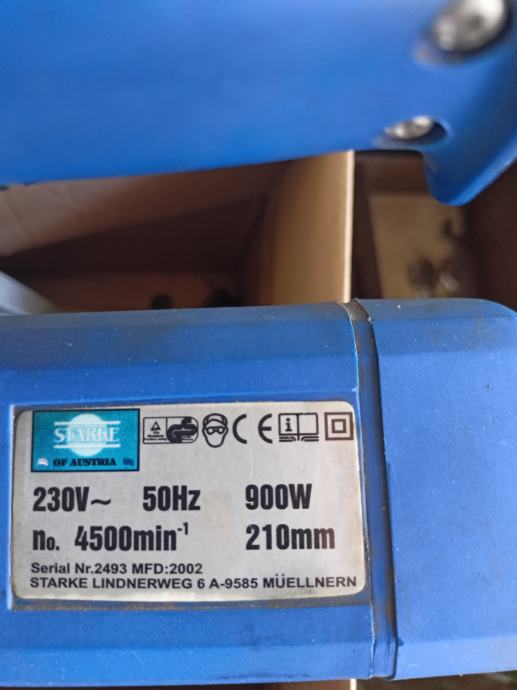 STARKE
OF AUSTRIA
230V~ 50Hz 900W
no. 4500min-1
210mm
Serial Nr.2493 MFD:2002
STARKE LINDNERWEG 6 A-9585 MÜELLNERN